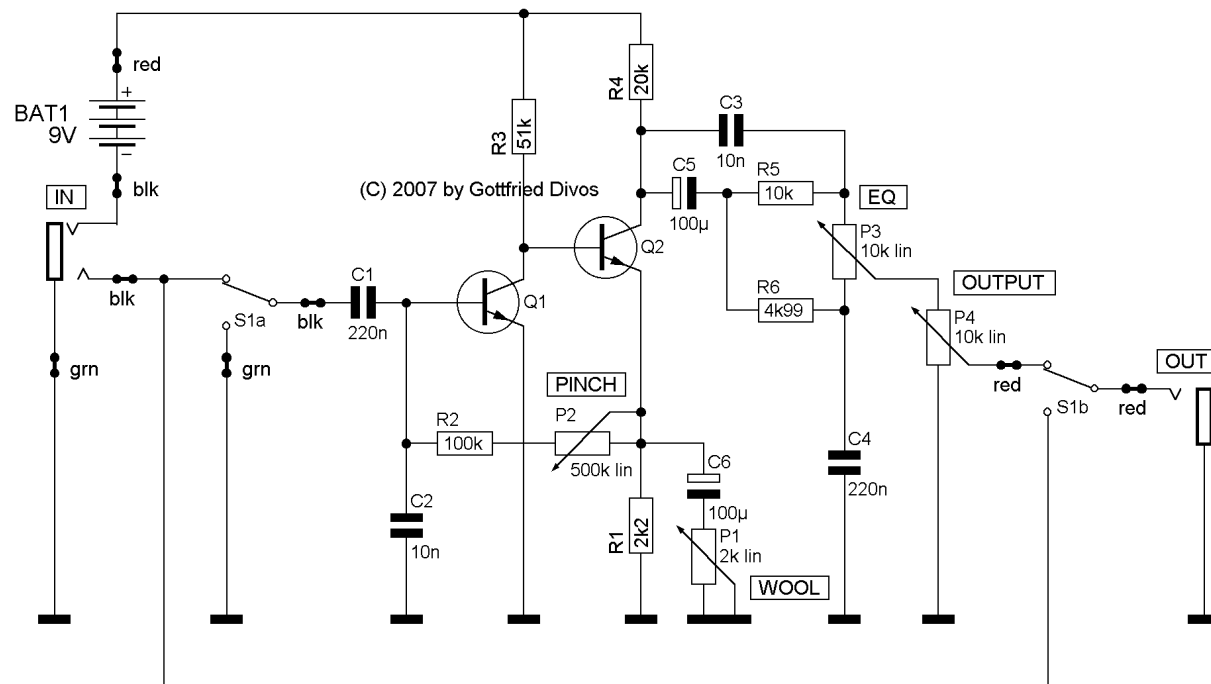 red
+
BAT1
9V
–
blk
IN
blk
grn
S1a
grn
blk
C1
220n
(C) 2007 by Gottfried Divos
R3
51k
R4
20k
C3
10n
C5
100µ
R5
10k
EQ
P3
10k lin
Q2
Q1
R6
4k99
OUTPUT
P4
10k lin
red
S1b
red
OUT
PINCH
P2
500k lin
R2
100k
C2
10n
R1
2k2
C6
100µ
P1
2k lin
WOOL
C4
220n